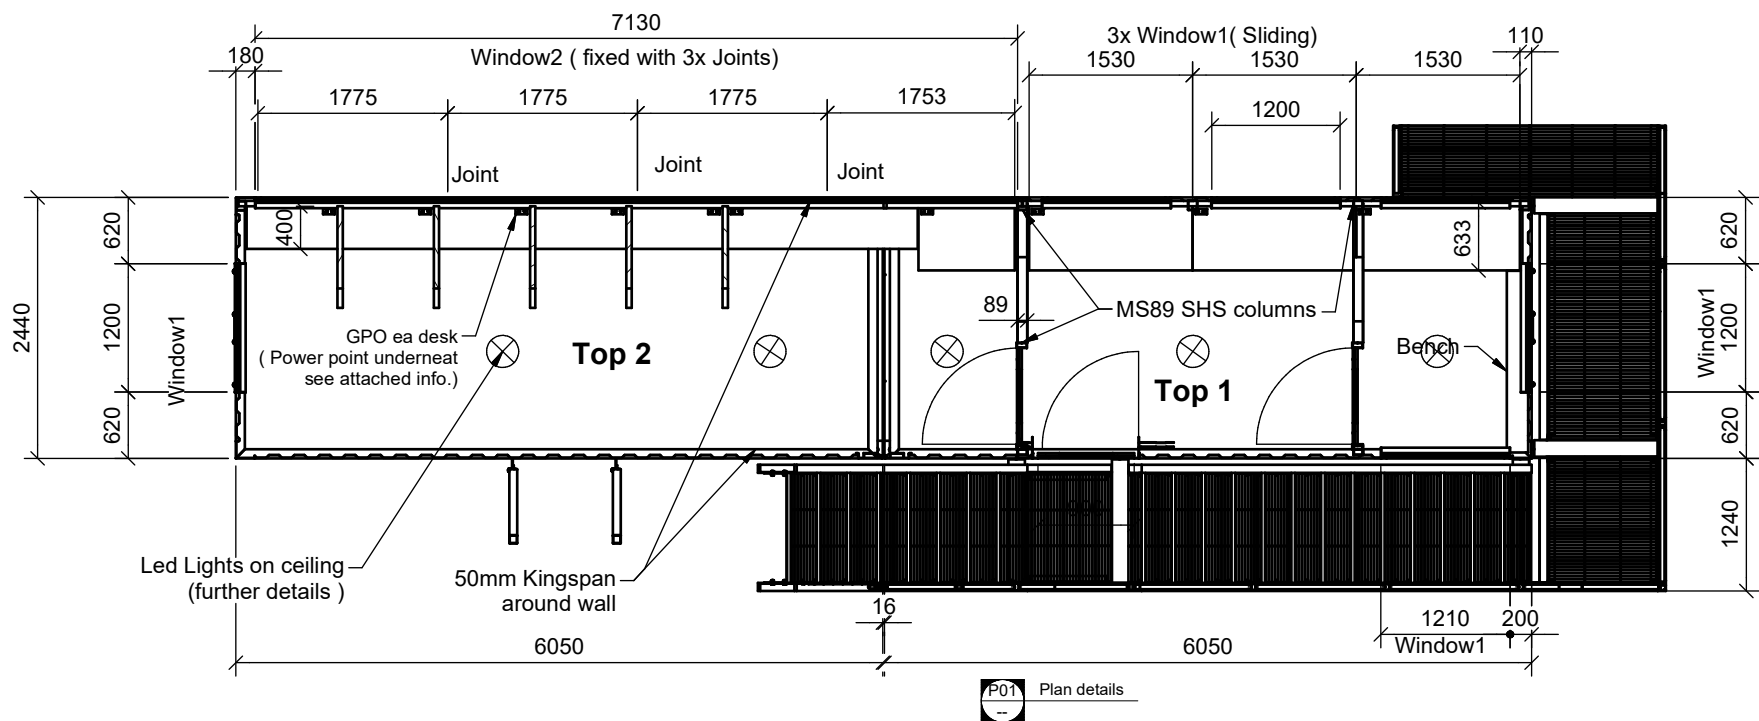 7130
3x Window1( Sliding)
110
180
Window2 ( fixed with 3x Joints)
1530
1530
1530
1775
1775
1775
1753
1200
Joint
Joint
Joint
2440
620
1200
620
Window1
400
633
620
1200
620
Window1
1240
89
MS89 SHS columns
GPO ea desk
( Power point underneat
see attached info.)
Top 2
Top 1
Bench
Led Lights on ceiling
(further details )
50mm Kingspan
around wall
16
1210
200
Window1
6050
6050
P01
--
Plan details